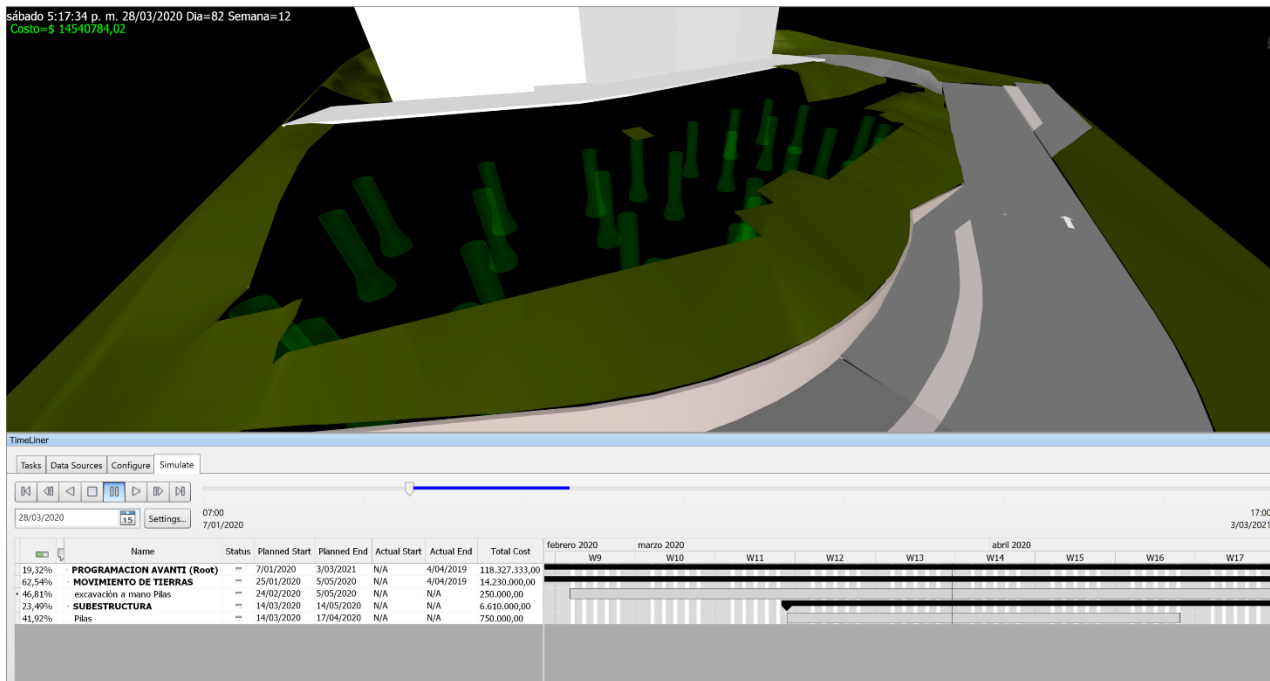 sábado 5:17:34 p. m. 28/03/2020 Dia=82 Semana=12
Costo=$ 14540784,02
TimeLiner
Tasks Data Sources Configure Simulate
28/03/2020 15 Settings... 07:00 17:00
7/01/2020 3/03/2021
febrero 2020 marzo 2020 abril 2020
Name Status Planned Start Planned End Actual Start Actual End Total Cost W9 W10 W11 W12 W13 W14 W15 W16 W17
19,32% PROGRAMACION AVANTI (Root) 7/01/2020 3/03/2021 N/A 4/04/2019 118.327.333,00
62,54% MOVIMIENTO DE TIERRAS 25/01/2020 5/05/2020 N/A 4/04/2019 14.230.000,00
46,81% excavación a mano Pilas 24/02/2020 5/05/2020 N/A N/A 250.000,00
23,49% SUBESTRUCTURA 14/03/2020 14/05/2020 N/A N/A 6.610.000,00
41,92% Pilas 14/03/2020 17/04/2020 N/A N/A 750.000,00